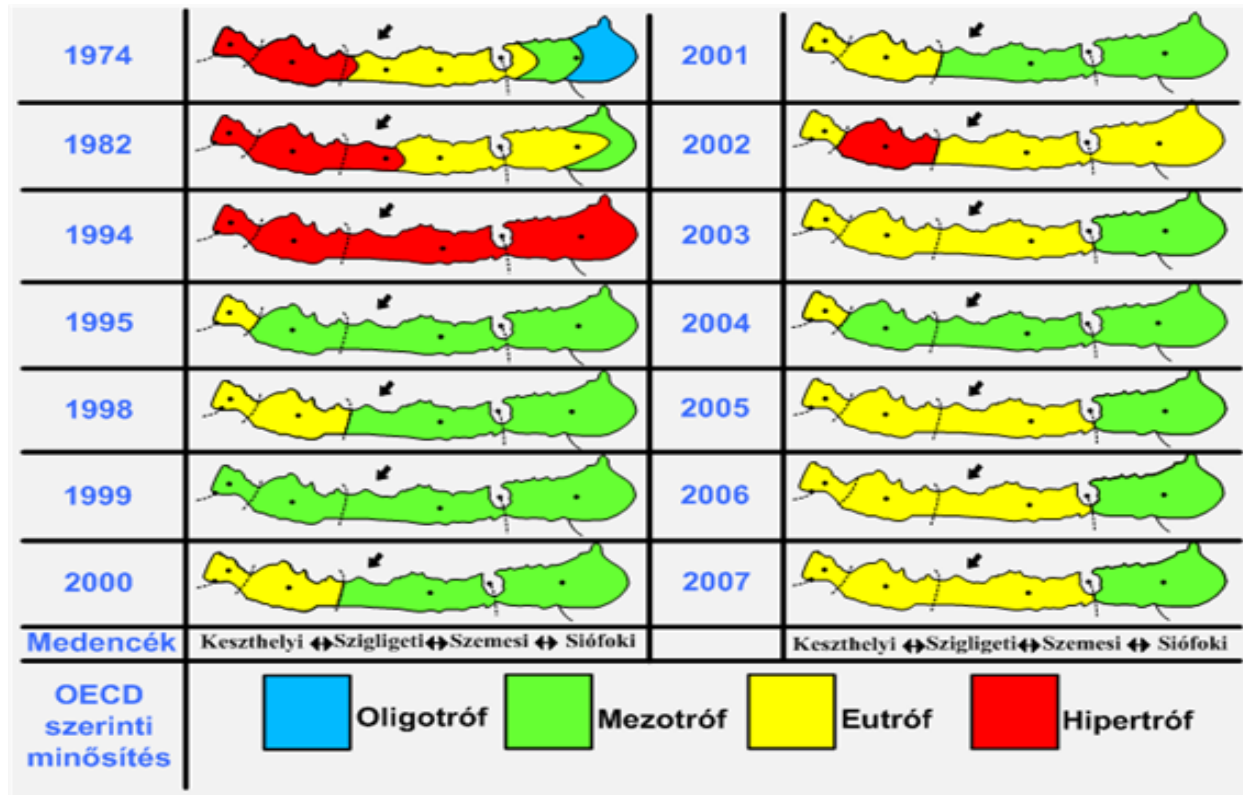 1974
2001
1982
2002
1994
2003
1995
2004
1998
2005
1999
2006
2000
2007
Medencék
Keszthelyi Szigligeti Szemesi Siófoki
Keszthelyi Szigligeti Szemesi Siófoki
OECD
szerinti
minősítés
Oligotróf
Mezotróf
Eutróf
Hipertróf